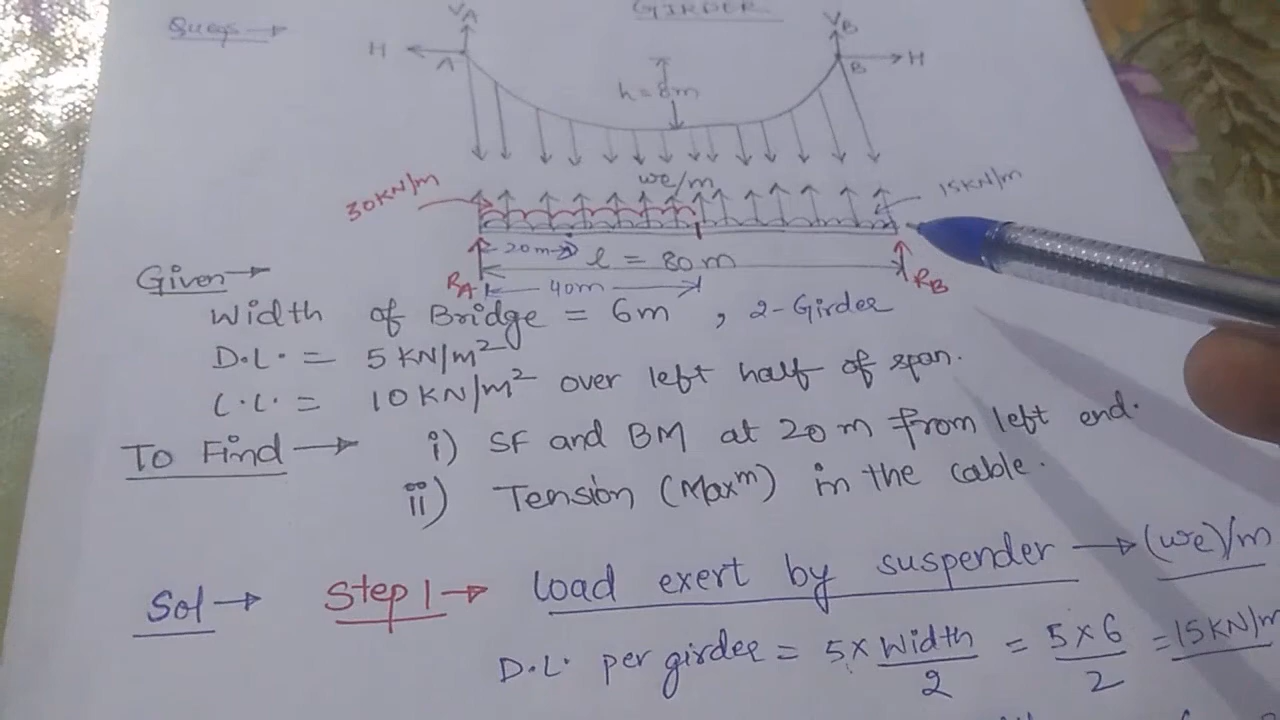 GIRDER
Ques →
VA
VB
H
A
B
H
h = 8m
we/m
30KN/m
15KN/m
20m
l = 80m
RA
40m
RB
Given →
Width of Bridge = 6m , 2-Girder
D.L. = 5 KN/m²
L.L. = 10 KN/m² over left half of span.
To Find → i) SF and BM at 20 m from left end.
ii) Tension (Maxᵐ) in the cable.
Sol → Step 1 → Load exert by suspender → (we)/m
D.L. per girder = 5 x Width/2 = 5 x 6/2 = 15 KN/m